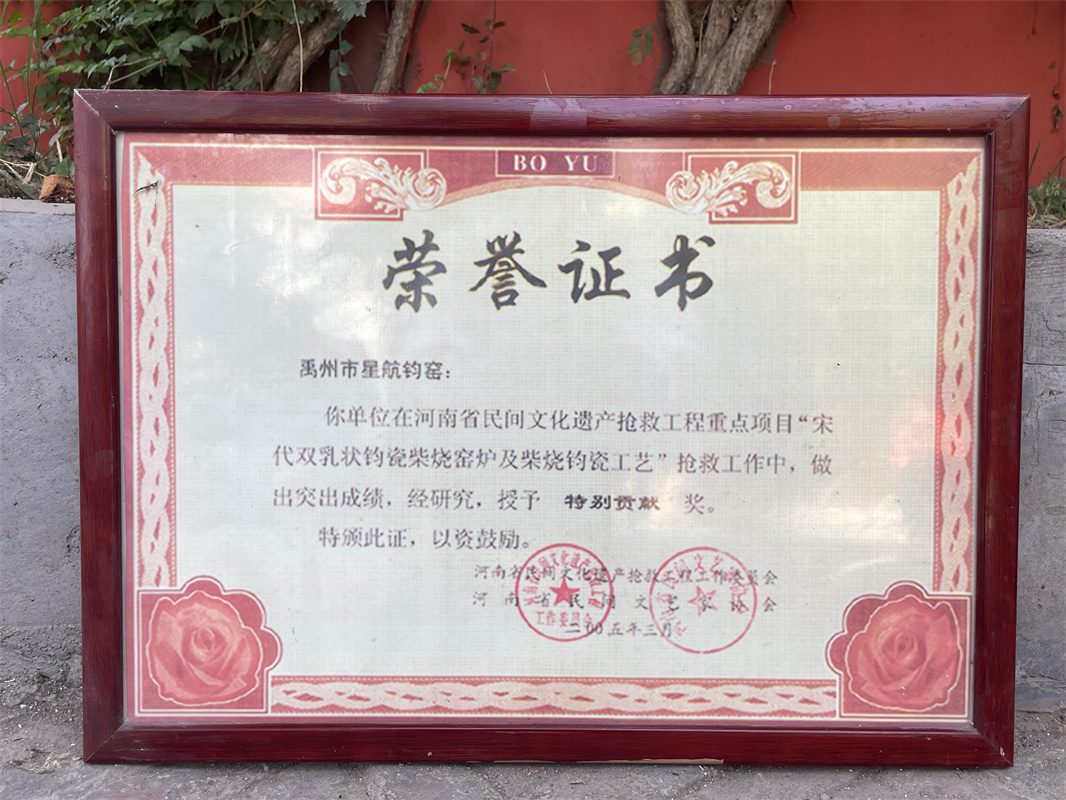 BO YU
荣誉证书
禹州市星航钧窑：
你单位在河南省民间文化遗产抢救工程重点项目“宋
代双乳状钧瓷柴烧窑炉及柴烧钧瓷工艺”抢救工作中，做
出突出成绩，经研究，授予 特别贡献 奖。
特颁此证，以资鼓励。
河南省民间文化遗产抢救工程工作委员会
河南省民间文艺家协会
二00五年三月
工作委员会